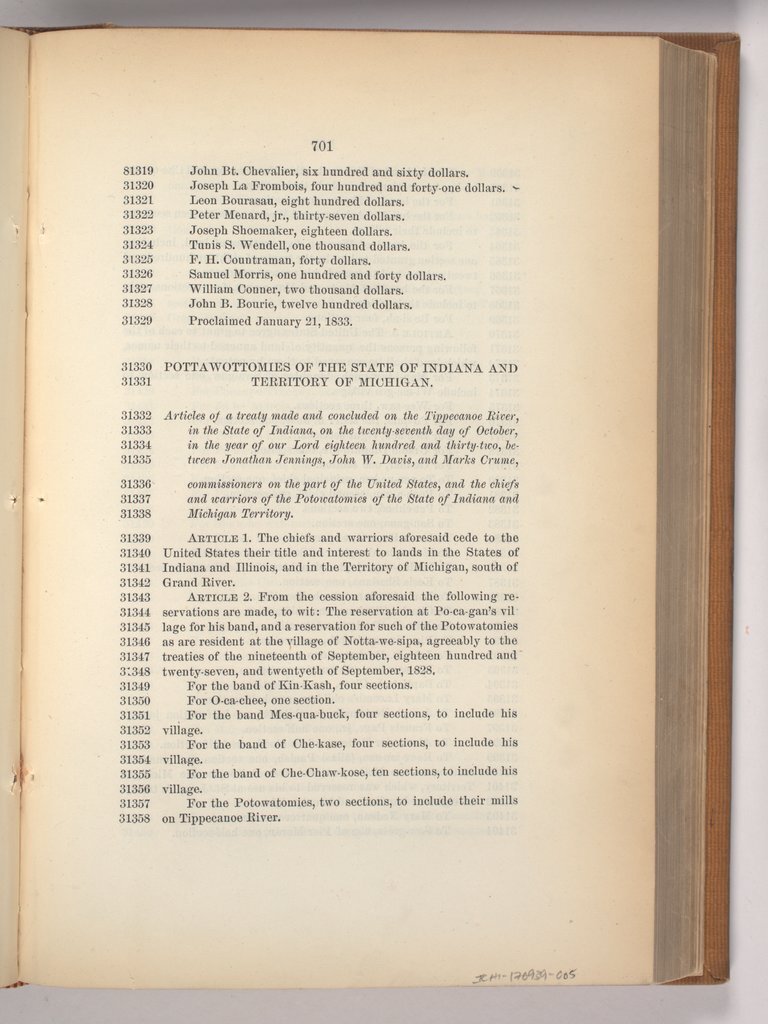 701
81319 John Bt. Chevalier, six hundred and sixty dollars.
31320 Joseph La Frombois, four hundred and forty-one dollars.
31321 Leon Bourasau, eight hundred dollars.
31322 Peter Menard, jr., thirty-seven dollars.
31323 Joseph Shoemaker, eighteen dollars.
31324 Tunis S. Wendell, one thousand dollars.
31325 F. H. Countraman, forty dollars.
31326 Samuel Morris, one hundred and forty dollars.
31327 William Conner, two thousand dollars.
31328 John B. Bourie, twelve hundred dollars.
31329 Proclaimed January 21, 1833.
31330 POTTAWOTTOMIES OF THE STATE OF INDIANA AND
31331 TERRITORY OF MICHIGAN.
31332 Articles of a treaty made and concluded on the Tippecanoe River,
31333 in the State of Indiana, on the twenty-seventh day of October,
31334 in the year of our Lord eighteen hundred and thirty-two, be-
31335 tween Jonathan Jennings, John W. Davis, and Marks Crume,
31336 commissioners on the part of the United States, and the chiefs
31337 and warriors of the Potowatomies of the State of Indiana and
31338 Michigan Territory.
31339 ARTICLE 1. The chiefs and warriors aforesaid cede to the
31340 United States their title and interest to lands in the States of
31341 Indiana and Illinois, and in the Territory of Michigan, south of
31342 Grand River.
31343 ARTICLE 2. From the cession aforesaid the following re-
31344 servations are made, to wit: The reservation at Po-ca-gan's vil
31345 lage for his band, and a reservation for such of the Potowatomies
31346 as are resident at the village of Notta-we-sipa, agreeably to the
31347 treaties of the nineteenth of September, eighteen hundred and
31348 twenty-seven, and twentyeth of September, 1828.
31349 For the band of Kin-Kash, four sections.
31350 For O-ca-chee, one section.
31351 For the band Mes-qua-buck, four sections, to include his
31352 village.
31353 For the band of Che-kase, four sections, to include his
31354 village.
31355 For the band of Che-Chaw-kose, ten sections, to include his
31356 village.
31357 For the Potowatomies, two sections, to include their mills
31358 on Tippecanoe River.
ICHi-170939-005